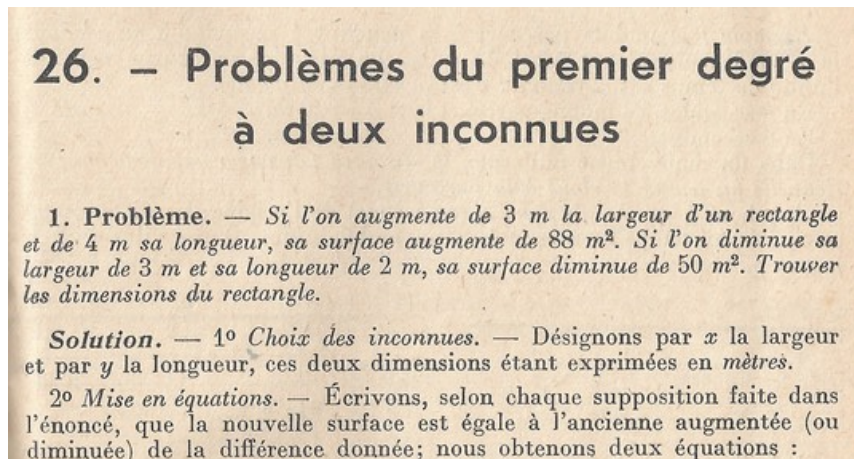 26. — Problèmes du premier degré
à deux inconnues
1. Problème. — Si l'on augmente de 3 m la largeur d'un rectangle
et de 4 m sa longueur, sa surface augmente de 88 m². Si l'on diminue sa
largeur de 3 m et sa longueur de 2 m, sa surface diminue de 50 m². Trouver
les dimensions du rectangle.
Solution. — 1º Choix des inconnues. — Désignons par x la largeur
et par y la longueur, ces deux dimensions étant exprimées en mètres.
2º Mise en équations. — Écrivons, selon chaque supposition faite dans
l'énoncé, que la nouvelle surface est égale à l'ancienne augmentée (ou
diminuée) de la différence donnée; nous obtenons deux équations :